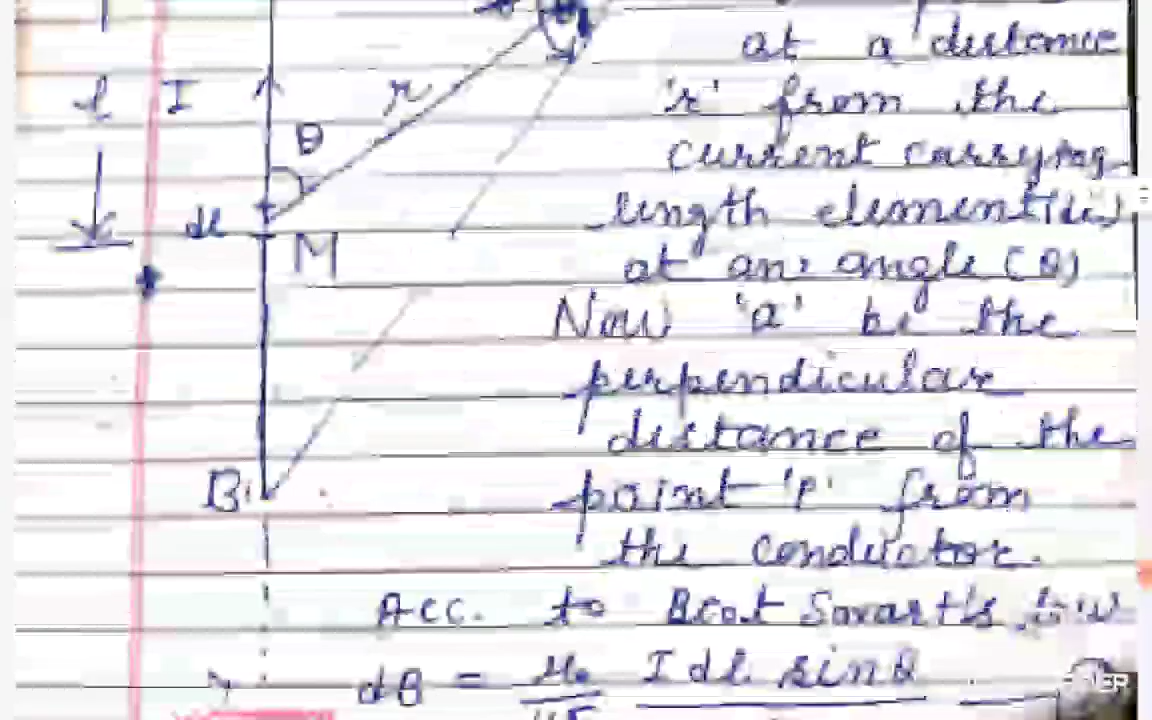 at a distance
'r' from the
l I r
θ
current carrying
dl length element (dl)
M at an angle (θ)
Now 'a' be the
perpendicular
distance of the
B point 'P' from
the conductor.
Acc. to Biot Savart's law
dB = μ₀ I dl sinθ